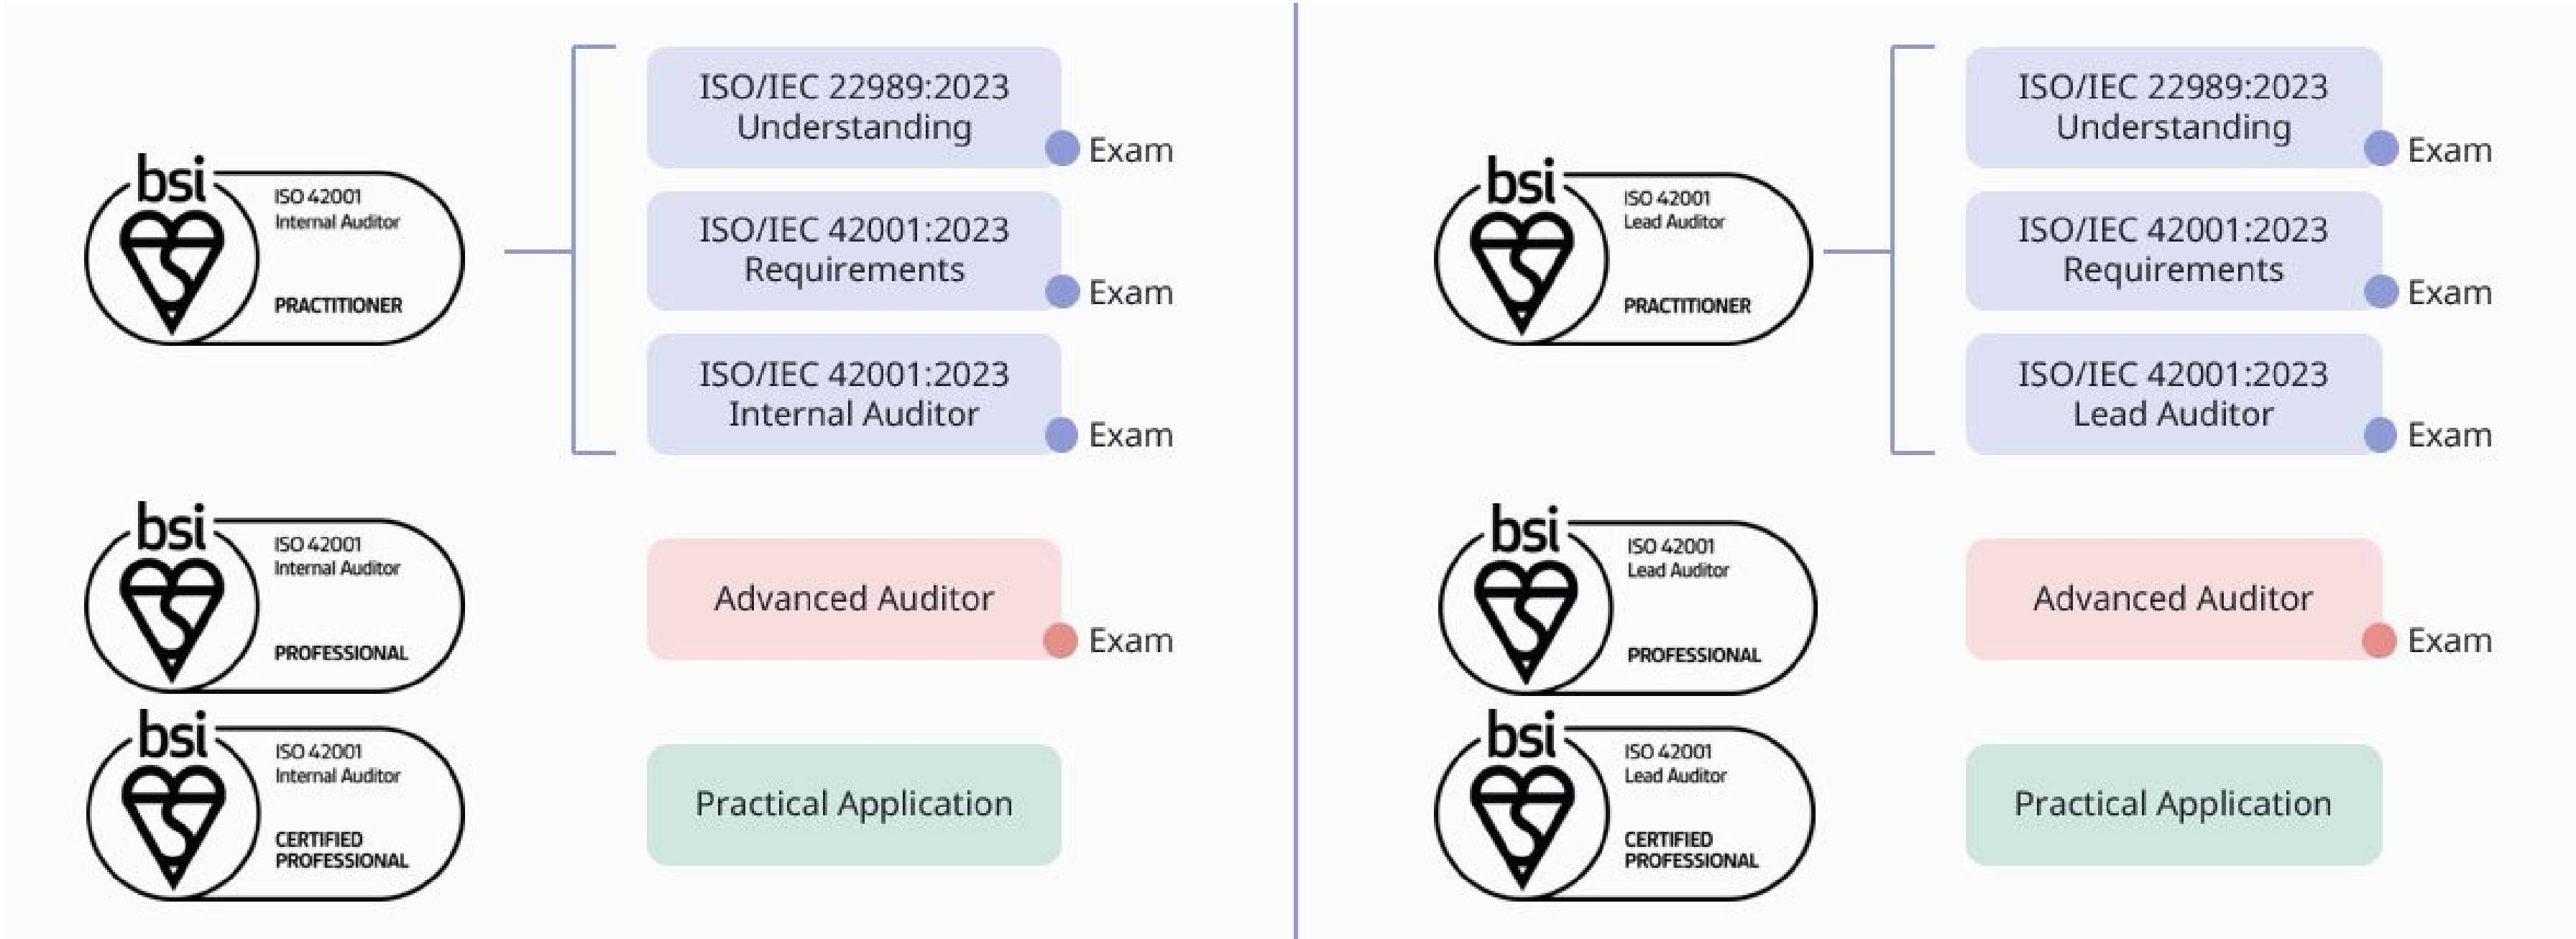 bsi
ISO 42001
Internal Auditor
PRACTITIONER
ISO/IEC 22989:2023
Understanding
Exam
ISO/IEC 42001:2023
Requirements
Exam
ISO/IEC 42001:2023
Internal Auditor
Exam
bsi
ISO 42001
Internal Auditor
PROFESSIONAL
Advanced Auditor
Exam
bsi
ISO 42001
Internal Auditor
CERTIFIED
PROFESSIONAL
Practical Application
bsi
ISO 42001
Lead Auditor
PRACTITIONER
ISO/IEC 22989:2023
Understanding
Exam
ISO/IEC 42001:2023
Requirements
Exam
ISO/IEC 42001:2023
Lead Auditor
Exam
bsi
ISO 42001
Lead Auditor
PROFESSIONAL
Advanced Auditor
Exam
bsi
ISO 42001
Lead Auditor
CERTIFIED
PROFESSIONAL
Practical Application